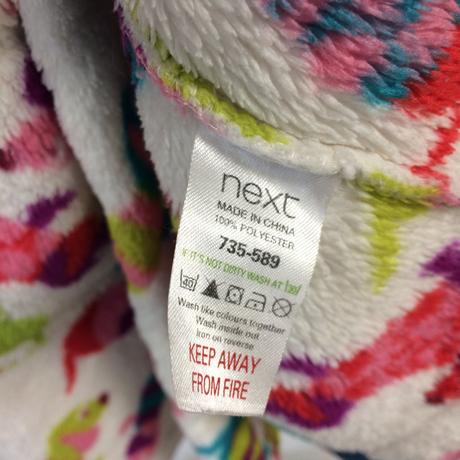 next
MADE IN CHINA
100% POLYESTER
735-589
IF IT'S NOT DIRTY WASH AT 30°
40
Wash like colours together
Wash inside out
Iron on reverse
KEEP AWAY
FROM FIRE